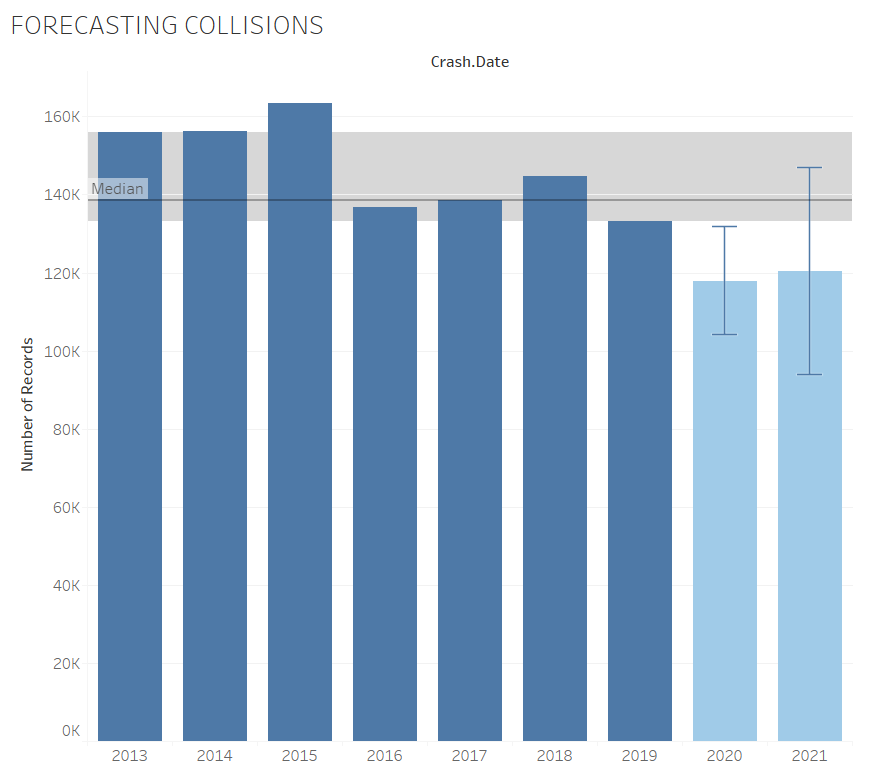 FORECASTING COLLISIONS
Crash.Date
160K
Median
140K
120K
100K
80K
60K
40K
20K
0K
Number of Records
2013 2014 2015 2016 2017 2018 2019 2020 2021